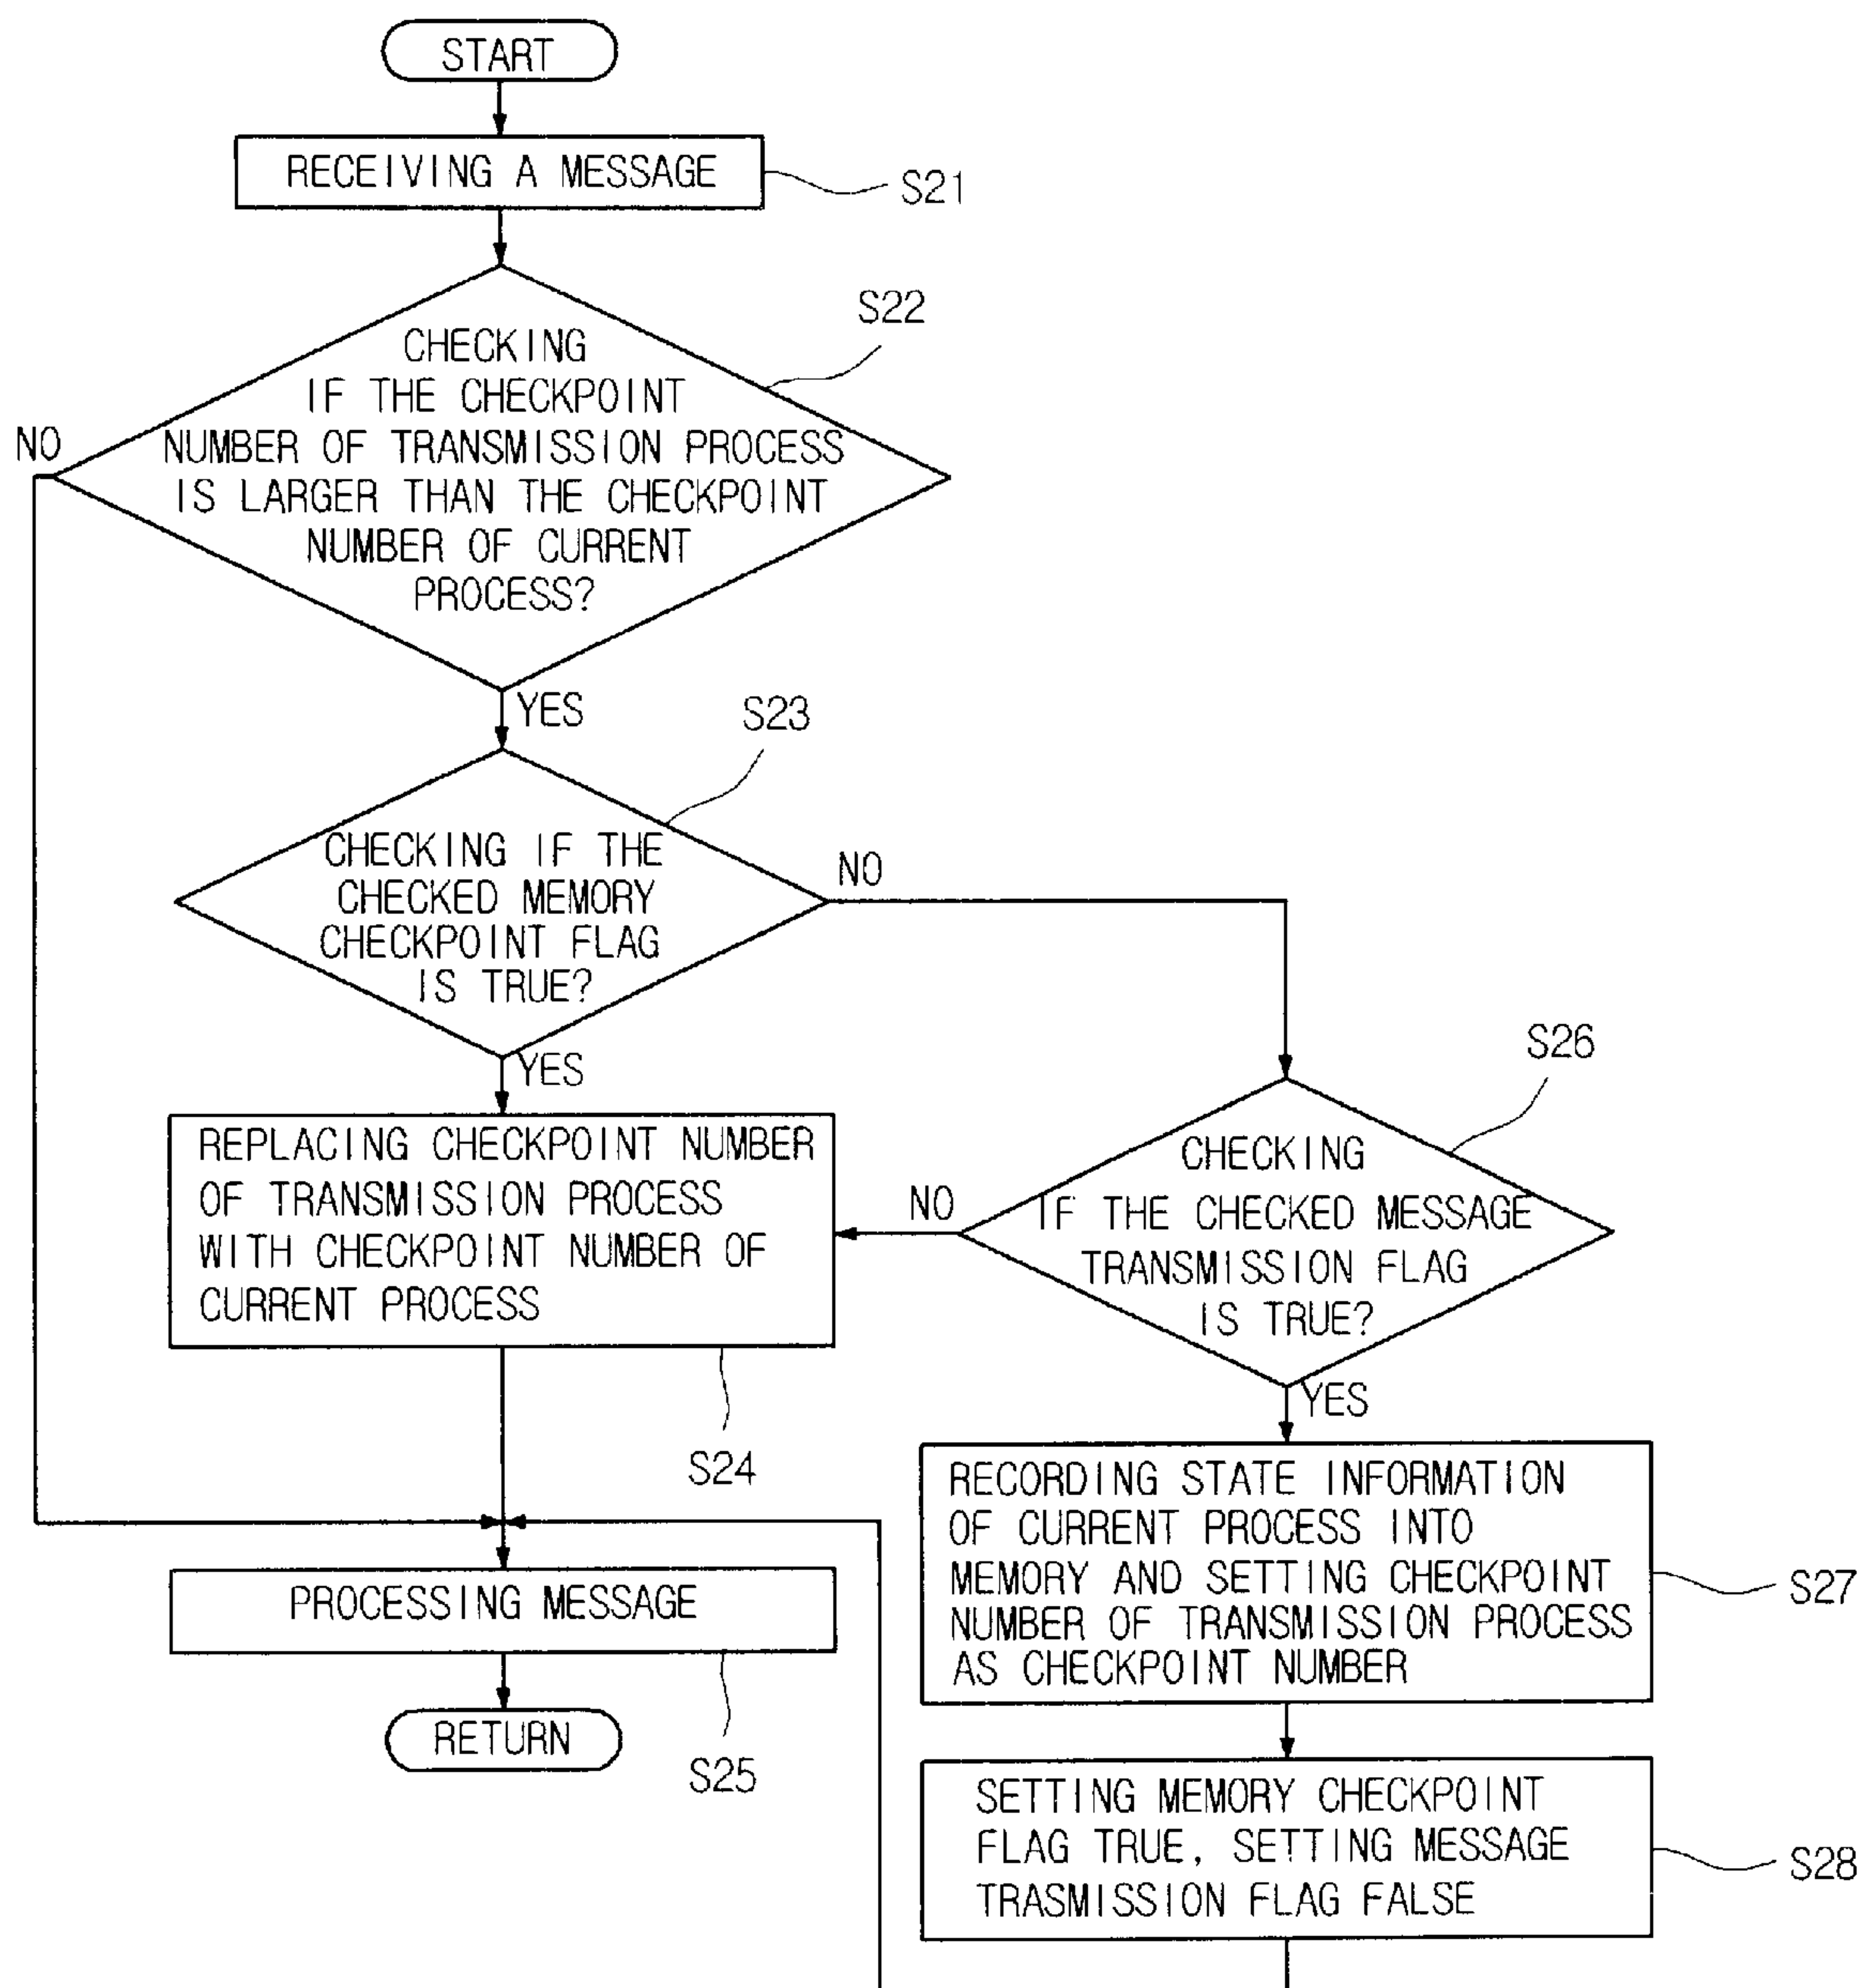 START
RECEIVING A MESSAGE
S21
S22
CHECKING
IF THE CHECKPOINT
NUMBER OF TRANSMISSION PROCESS
IS LARGER THAN THE CHECKPOINT
NUMBER OF CURRENT
PROCESS?
NO
YES
S23
CHECKING IF THE
CHECKED MEMORY
CHECKPOINT FLAG
IS TRUE?
NO
YES
S26
CHECKING
IF THE CHECKED MESSAGE
TRANSMISSION FLAG
IS TRUE?
NO
YES
REPLACING CHECKPOINT NUMBER
OF TRANSMISSION PROCESS
WITH CHECKPOINT NUMBER OF
CURRENT PROCESS
S24
RECORDING STATE INFORMATION
OF CURRENT PROCESS INTO
MEMORY AND SETTING CHECKPOINT
NUMBER OF TRANSMISSION PROCESS
AS CHECKPOINT NUMBER
S27
PROCESSING MESSAGE
S25
RETURN
SETTING MEMORY CHECKPOINT
FLAG TRUE, SETTING MESSAGE
TRASMISSION FLAG FALSE
S28